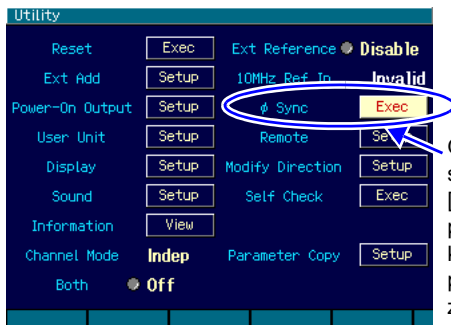 Utility
Reset Exec Ext Reference Disable
Ext Add Setup 10MHz Ref In Invalid
Power-On Output Setup ϕ Sync Exec
User Unit Setup Remote
Display Setup Modify Direction Setup
Sound Setup Self Check Exec
Information View
Channel Mode Indep Parameter Copy Setup
Both Off